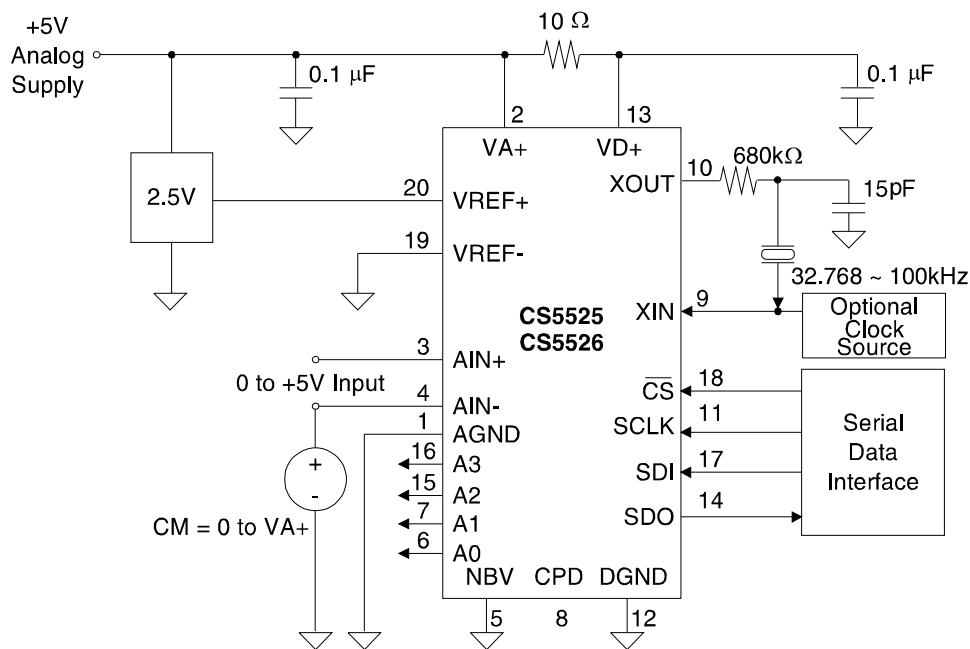 +5V
Analog
Supply
10 Ω
0.1 μF
0.1 μF
2
13
VA+
VD+
10
680kΩ
XOUT
2.5V
20
VREF+
15pF
19
VREF-
32.768 ~ 100kHz
9
XIN
Optional
Clock
Source
CS5525
CS5526
3
AIN+
0 to +5V Input
4
AIN-
1
AGND
CS
18
SCLK
11
Serial
Data
Interface
16
A3
SDI
17
15
A2
+
-
CM = 0 to VA+
7
A1
SDO
14
6
A0
NBV
CPD
DGND
5
8
12